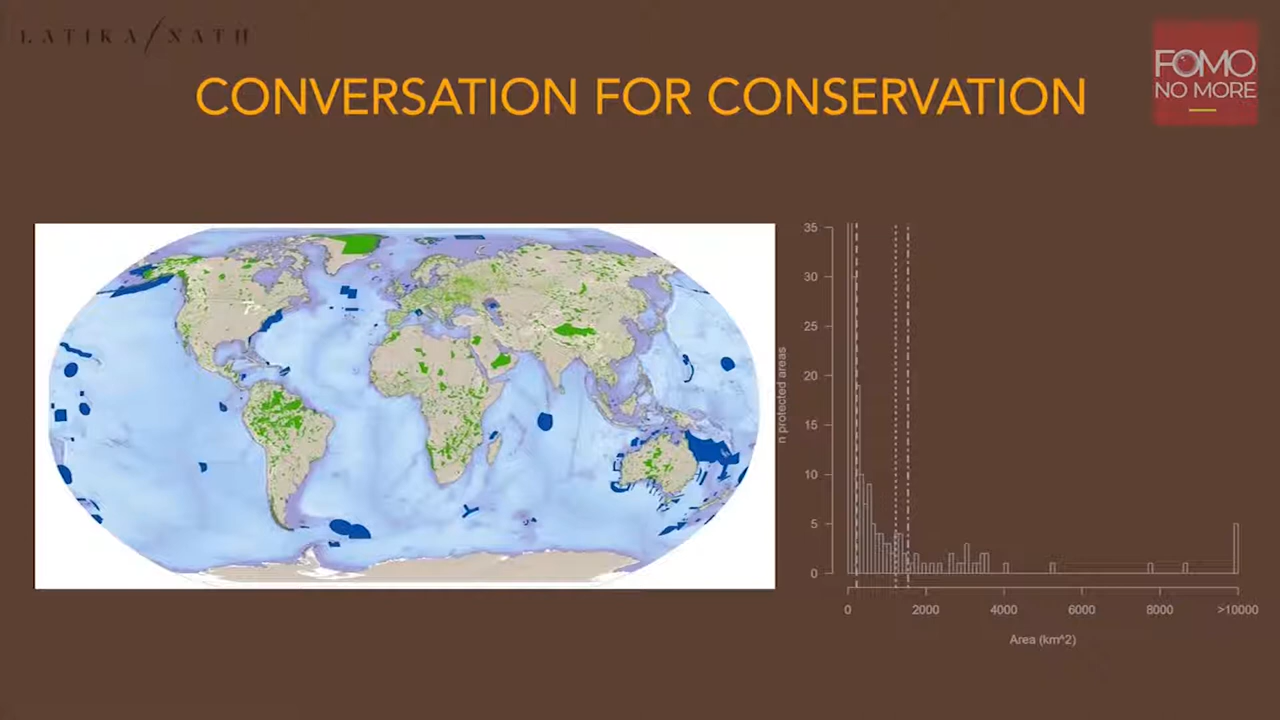 LATIKA/NATH
FOMO
NO MORE
CONVERSATION FOR CONSERVATION
35
30
25
20
15
10
5
0
n protected areas
0 2000 4000 6000 8000 >10000
Area (km^2)